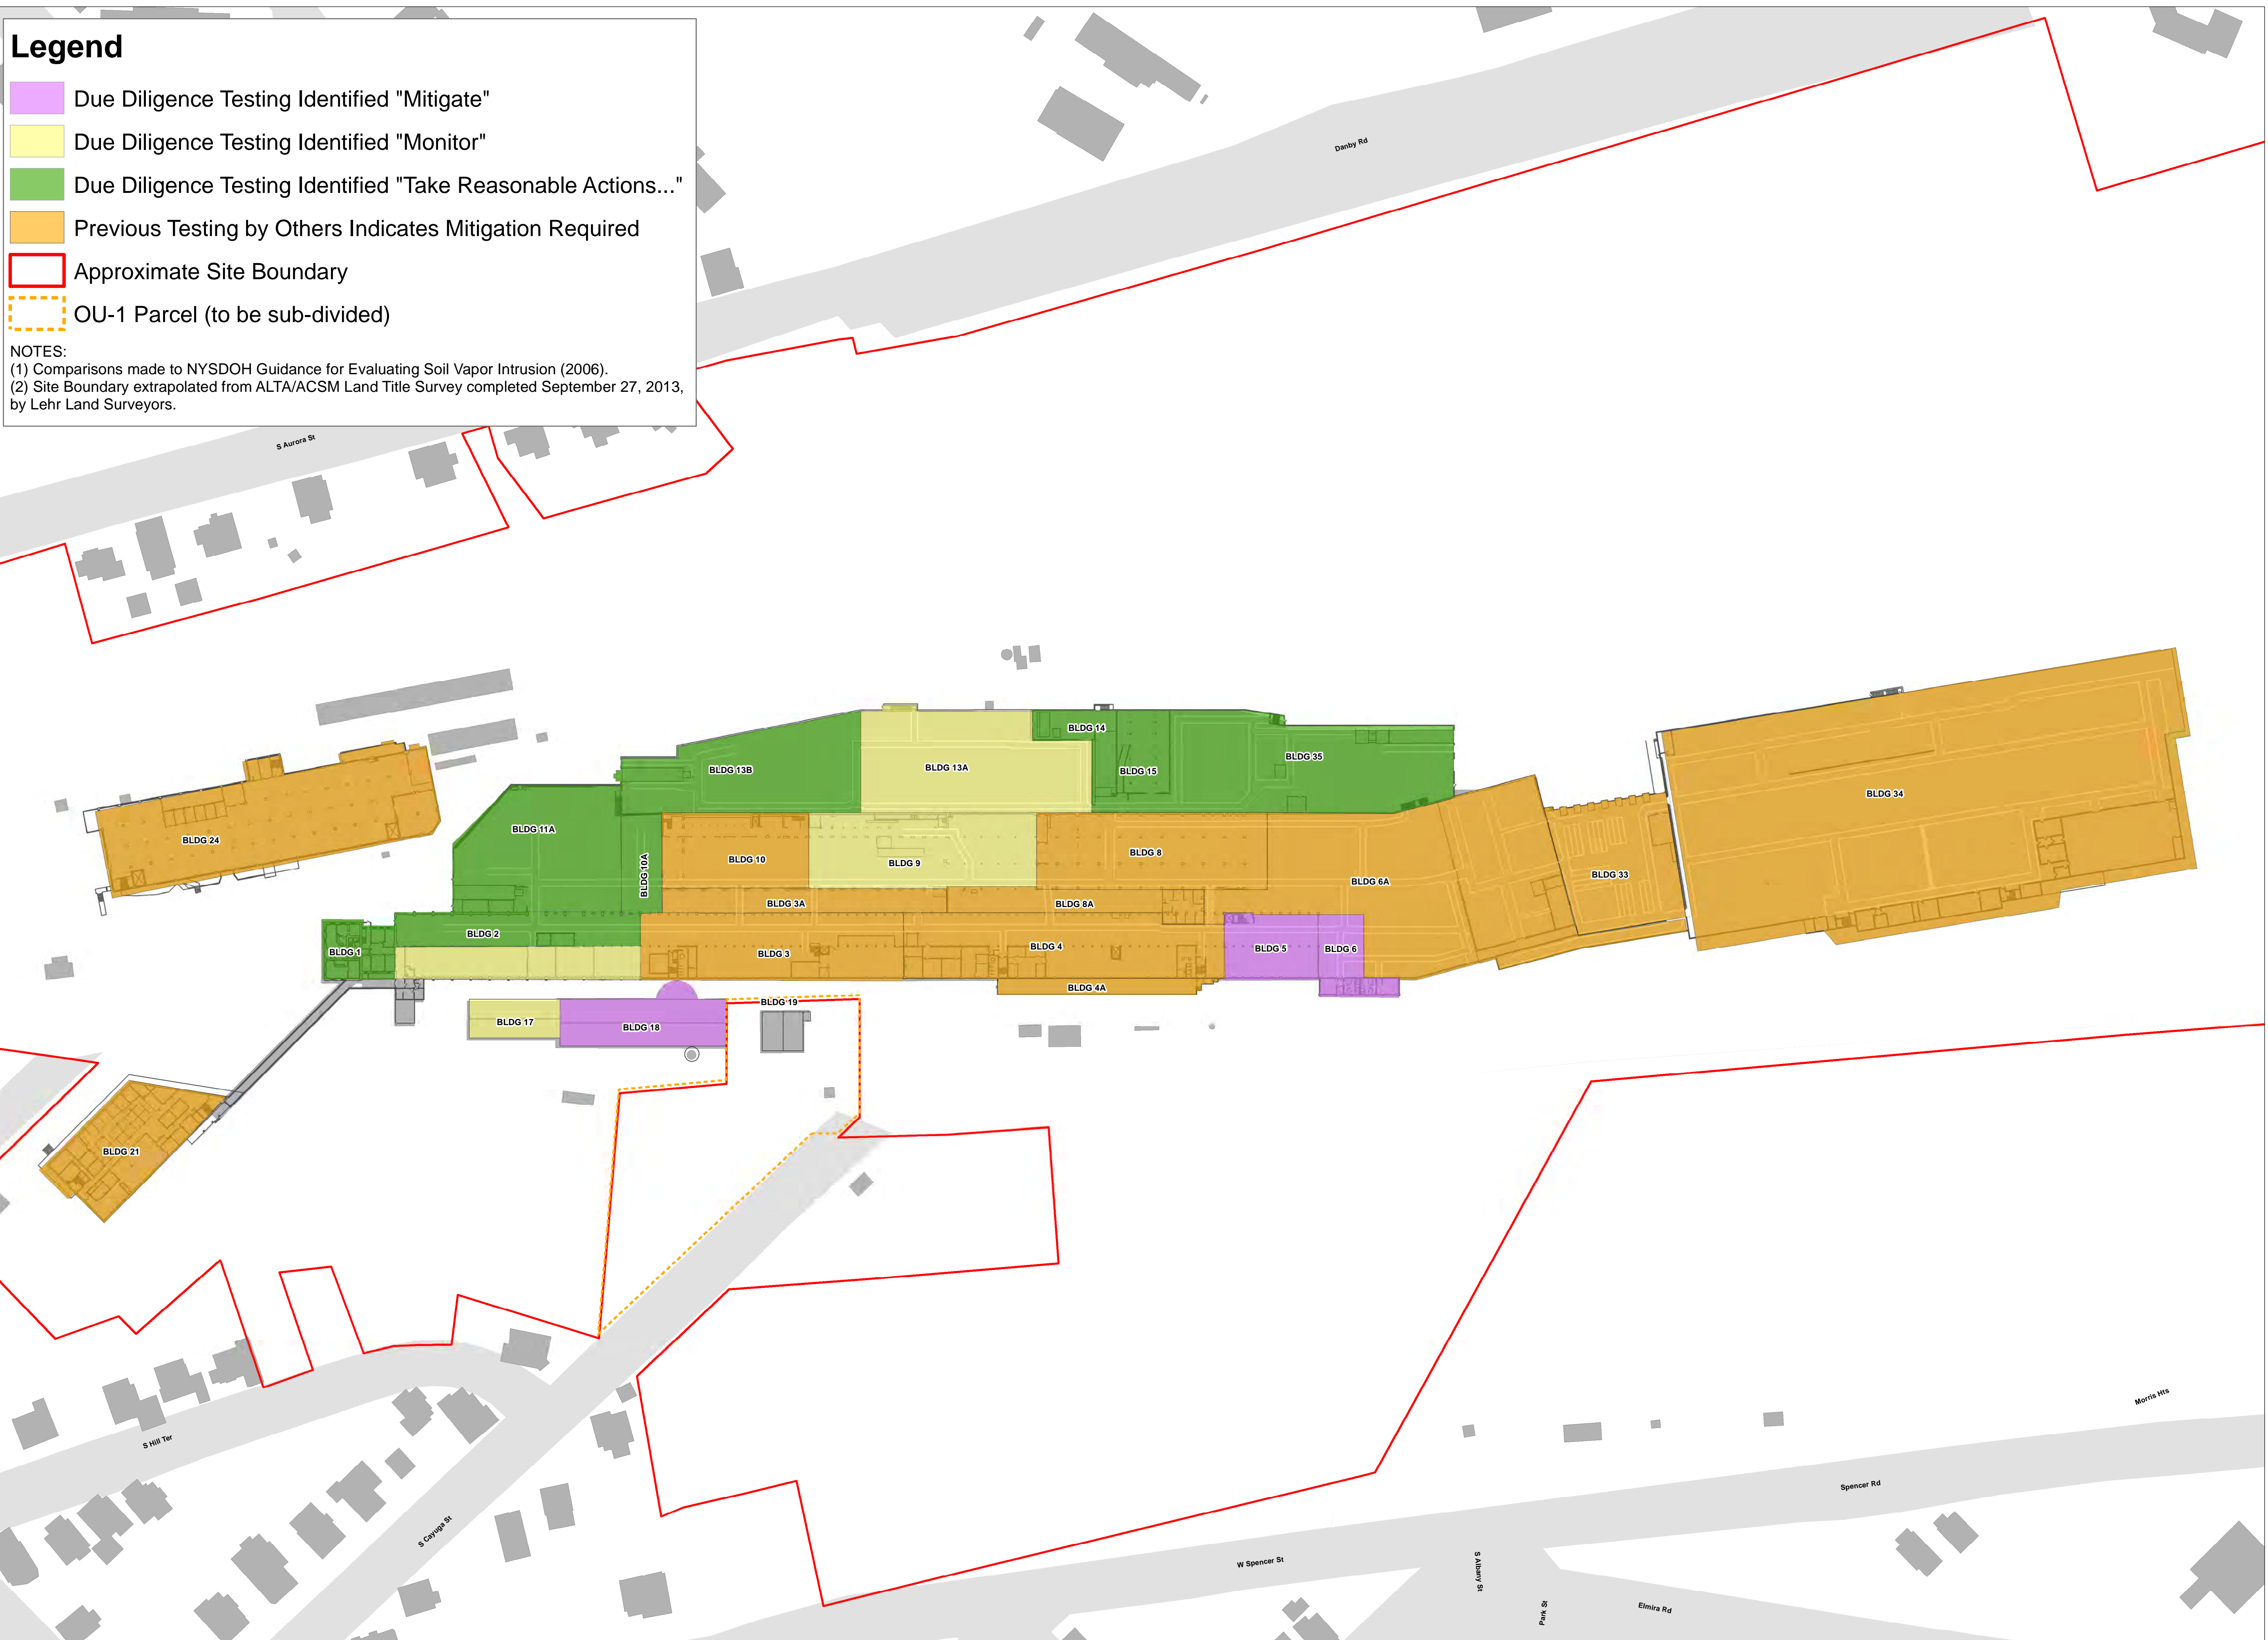 Legend
Due Diligence Testing Identified "Mitigate"
Due Diligence Testing Identified "Monitor"
Due Diligence Testing Identified "Take Reasonable Actions..."
Previous Testing by Others Indicates Mitigation Required
Approximate Site Boundary
OU-1 Parcel (to be sub-divided)
NOTES:
(1) Comparisons made to NYSDOH Guidance for Evaluating Soil Vapor Intrusion (2006).
(2) Site Boundary extrapolated from ALTA/ACSM Land Title Survey completed September 27, 2013,
by Lehr Land Surveyors.
Danby Rd
S Aurora St
BLDG 14
BLDG 35
BLDG 13B
BLDG 13A
BLDG 15
BLDG 34
BLDG 11A
BLDG 24
BLDG 10
BLDG 9
BLDG 8
BLDG 10A
BLDG 6A
BLDG 33
BLDG 3A
BLDG 8A
BLDG 2
BLDG 1
BLDG 3
BLDG 4
BLDG 5
BLDG 6
BLDG 4A
BLDG 19
BLDG 17
BLDG 18
BLDG 21
Morris Hts
S Hill Ter
Spencer Rd
S Cayuga St
W Spencer St
S Albany St
Park St
Elmira Rd